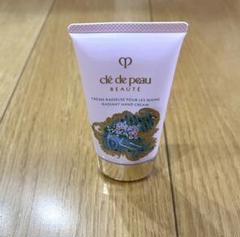 clé de peau
BEAUTÉ
CRÈME RADIEUSE POUR LES MAINS
RADIANT HAND CREAM